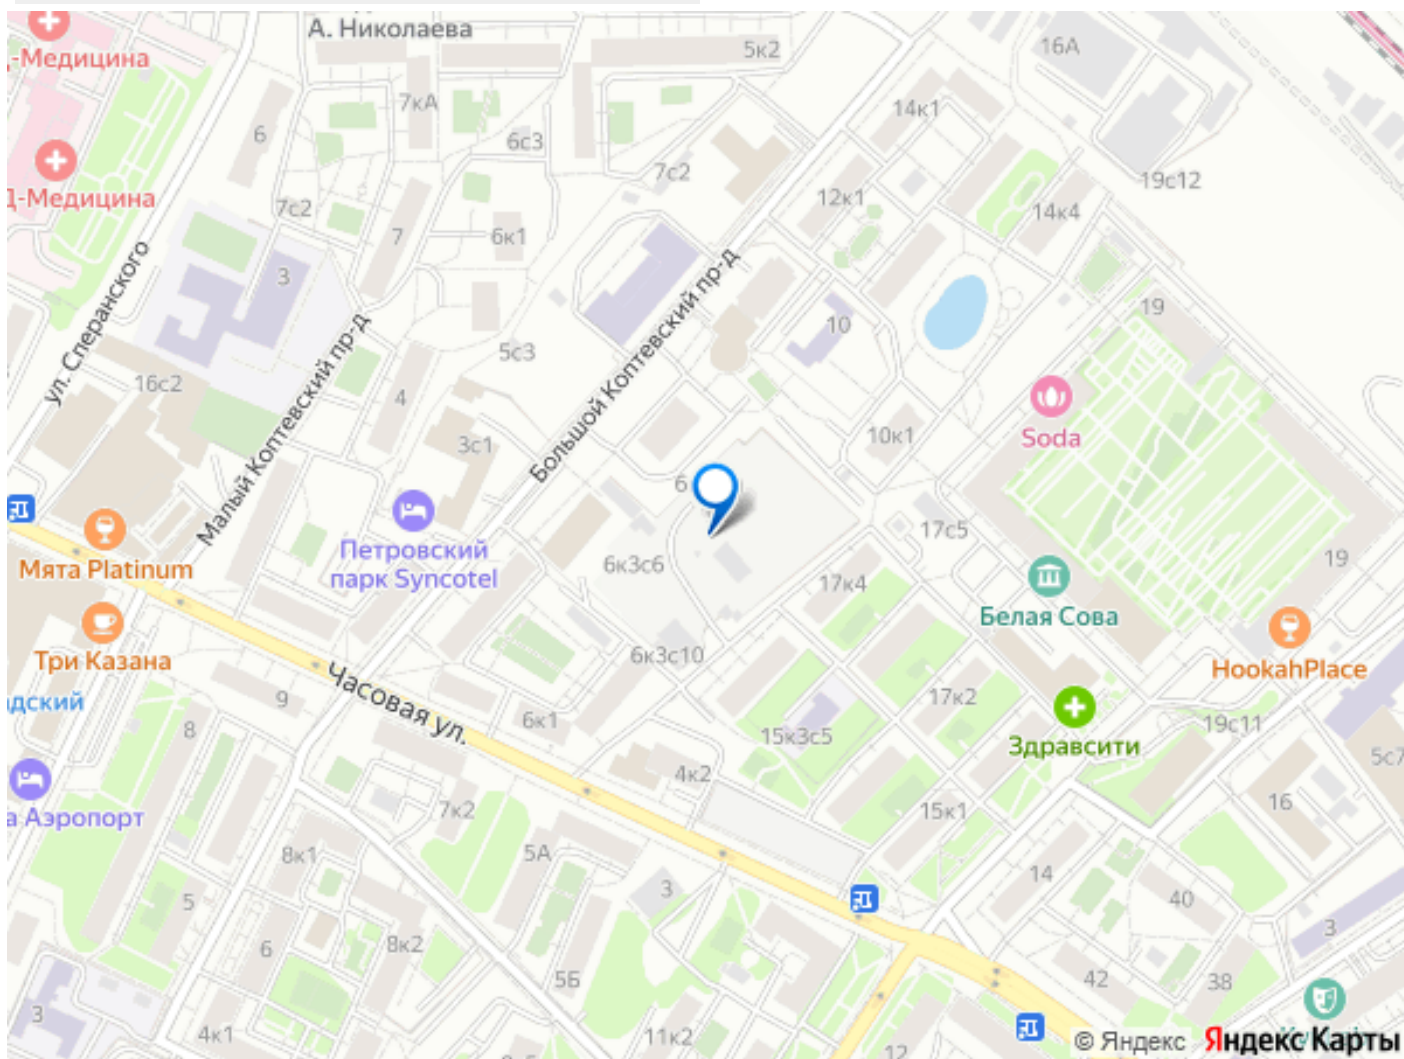 А. Николаева
5к2
16А
-Медицина
7кА
14к1
6
6с3
7с2
19с12
Д-Медицина
12к1
7с2
14к4
7
6к1
3
ул. Сперанского
Большой Коптевский пр-д
19
10
Малый Коптевский пр-д
5с3
16с2
4
Soda
3с1
10к1
6
17с5
Петровский
парк Syncotel
Мята Platinum
6к3с6
17к4
19
Белая Сова
Три Казана
6к3с10
HookahPlace
Часовая ул.
дский
9
17к2
8
6к1
15к3с5
19с11
Здравсити
5с7
4к2
а Аэропорт
7к2
15к1
16
8к1
5А
3
14
5
40
6
8к2
3
5Б
42
38
3
4к1
11к2
12
© Яндекс
Яндекс Карты